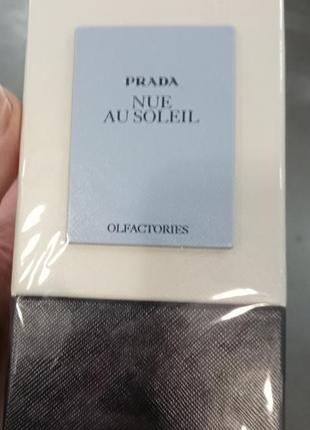 PRADA
NUE
AU SOLEIL
OLFACTORIES